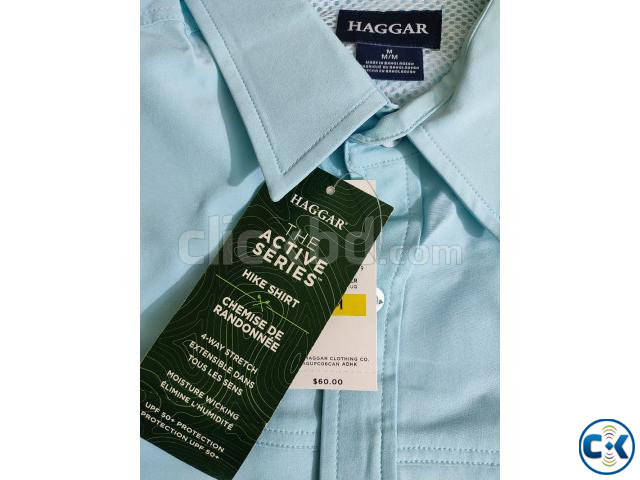 HAGGAR
M
M/M
MADE IN BANGLADESH
clickbd.com
HAGGAR
THE
ACTIVE
SERIES
HIKE SHIRT
CHEMISE DE
RANDONNÉE
4-WAY STRETCH
EXTENSIBLE DANS
TOUS LES SENS
MOISTURE WICKING
ÉLIMINE L'HUMIDITÉ
UPF 50+ PROTECTION
PROTECTION UPF 50+
HAGGAR CLOTHING CO.
ADHK
$60.00
CK